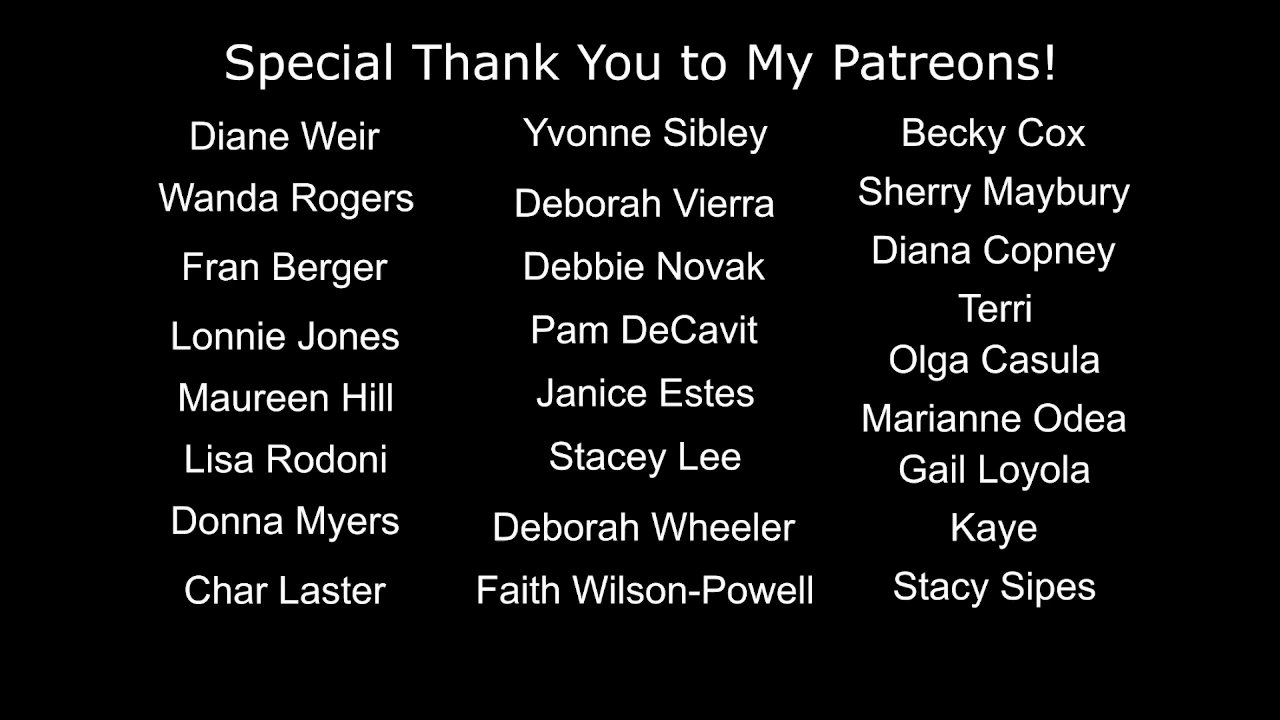 Special Thank You to My Patreons!
Diane Weir
Wanda Rogers
Fran Berger
Lonnie Jones
Maureen Hill
Lisa Rodoni
Donna Myers
Char Laster
Yvonne Sibley
Deborah Vierra
Debbie Novak
Pam DeCavit
Janice Estes
Stacey Lee
Deborah Wheeler
Faith Wilson-Powell
Becky Cox
Sherry Maybury
Diana Copney
Terri
Olga Casula
Marianne Odea
Gail Loyola
Kaye
Stacy Sipes